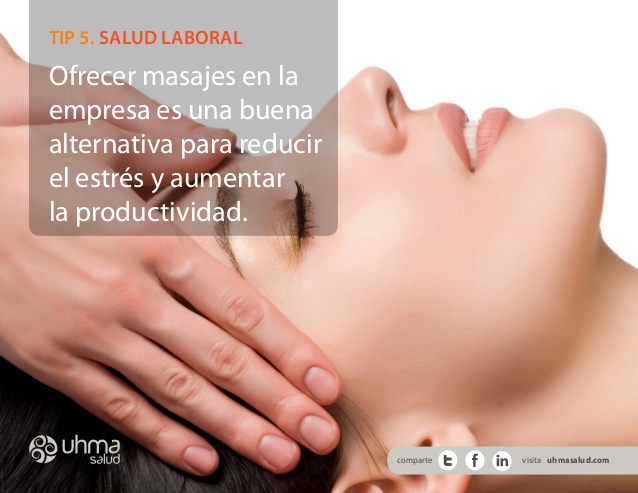 TIP 5. SALUD LABORAL
Ofrecer masajes en la
empresa es una buena
alternativa para reducir
el estrés y aumentar
la productividad.
uhma
salud
comparte
visita uhmasalud.com